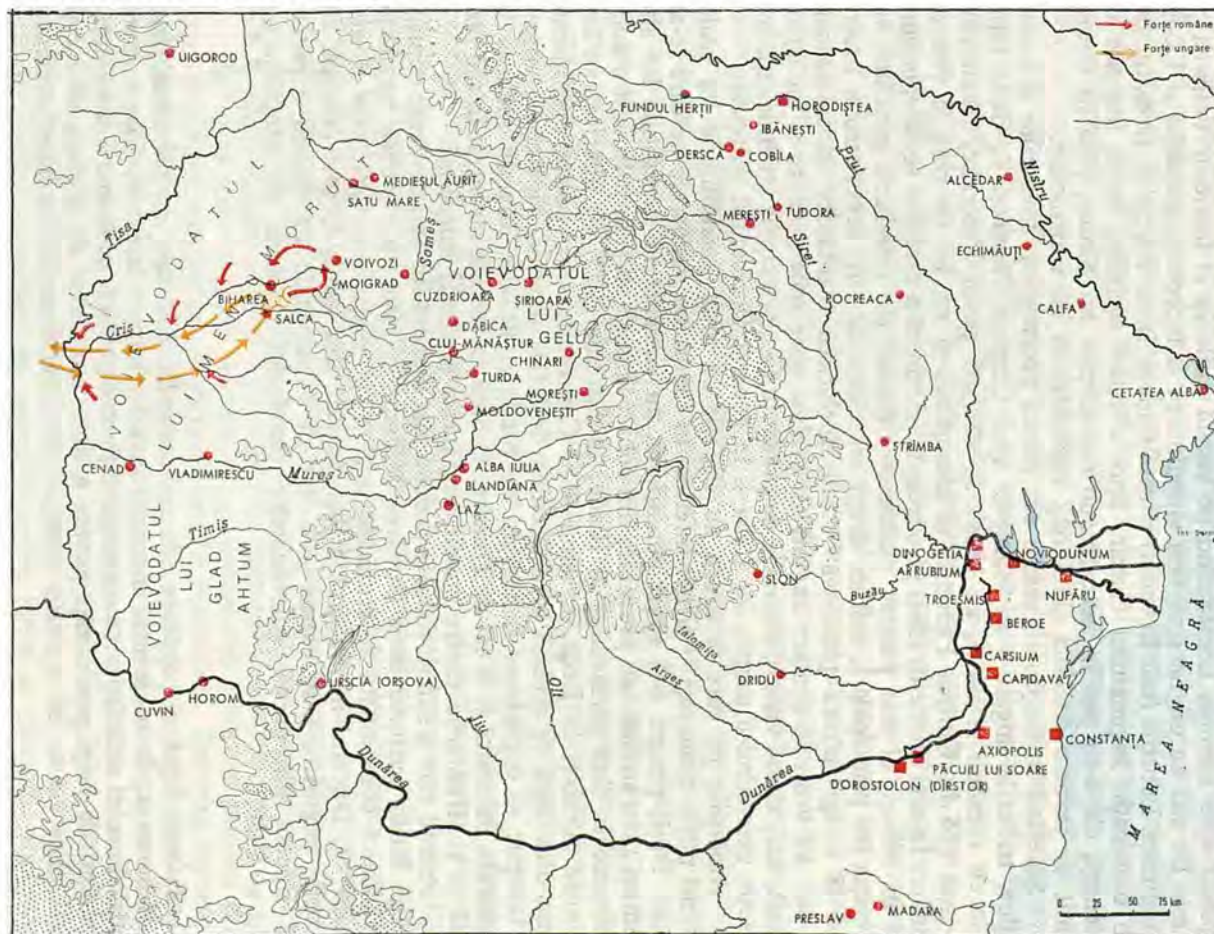 Forțe române
Forțe ungare
UIGOROD
FUNDUL HERȚII
HORODIȘTEA
IBĂNEȘTI
DERSCA
COBÎLA
Prut
Nistru
ALCEDAR
MEDIEȘUL AURIT
SATU MARE
Tisa
Someș
MEREȘTI
TUDORA
Siret
ECHIMĂUȚI
VOIEVODATUL
LUI
MENUMORUT
VOIVOZI
MOIGRAD
BIHAREA
SALCA
Criș
VOIEVODATUL
LUI
GELU
CUZDRIOARA
ȘIRIOARA
POCREACA
CALFA
DĂBÎCA
CLUJ-MĂNĂȘTUR
CHINARI
TURDA
MOREȘTI
MOLDOVENEȘTI
CETATEA ALBĂ
STRÎMBA
CENAD
VLADIMIRESCU
Mureș
ALBA IULIA
BLANDIANA
LAZ
VOIEVODATUL
LUI
GLAD
AHTUM
Timiș
SLON
Buzău
DINOGETIA
ARRUBIUM
NOVIODUNUM
NUFĂRU
TROESMIS
BEROE
CARSIUM
CAPIDAVA
Ialomița
DRIDU
Argeș
Olt
Jiu
URSCIA (ORȘOVA)
HOROM
CUVIN
AXIOPOLIS
CONSTANȚA
PĂCUIU LUI SOARE
DOROSTOLON (DÎRSTOR)
Dunărea
Dunărea
MAREA NEAGRĂ
PRESLAV
MADARA
0 25 50 75 km